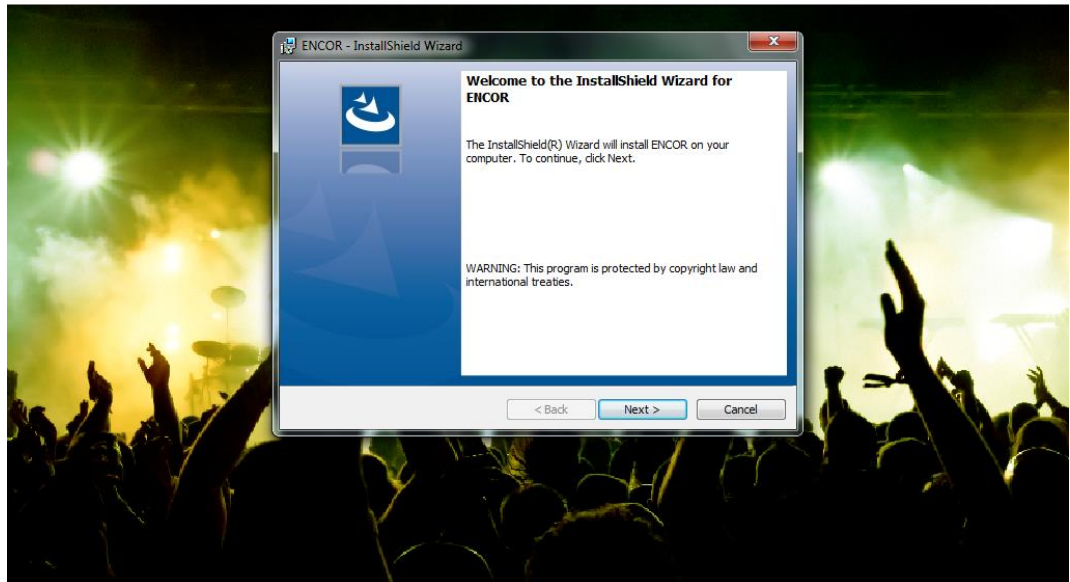 ENCOR - InstallShield Wizard
Welcome to the InstallShield Wizard for
ENCOR
The InstallShield(R) Wizard will install ENCOR on your
computer. To continue, click Next.
WARNING: This program is protected by copyright law and
international treaties.
< Back
Next >
Cancel